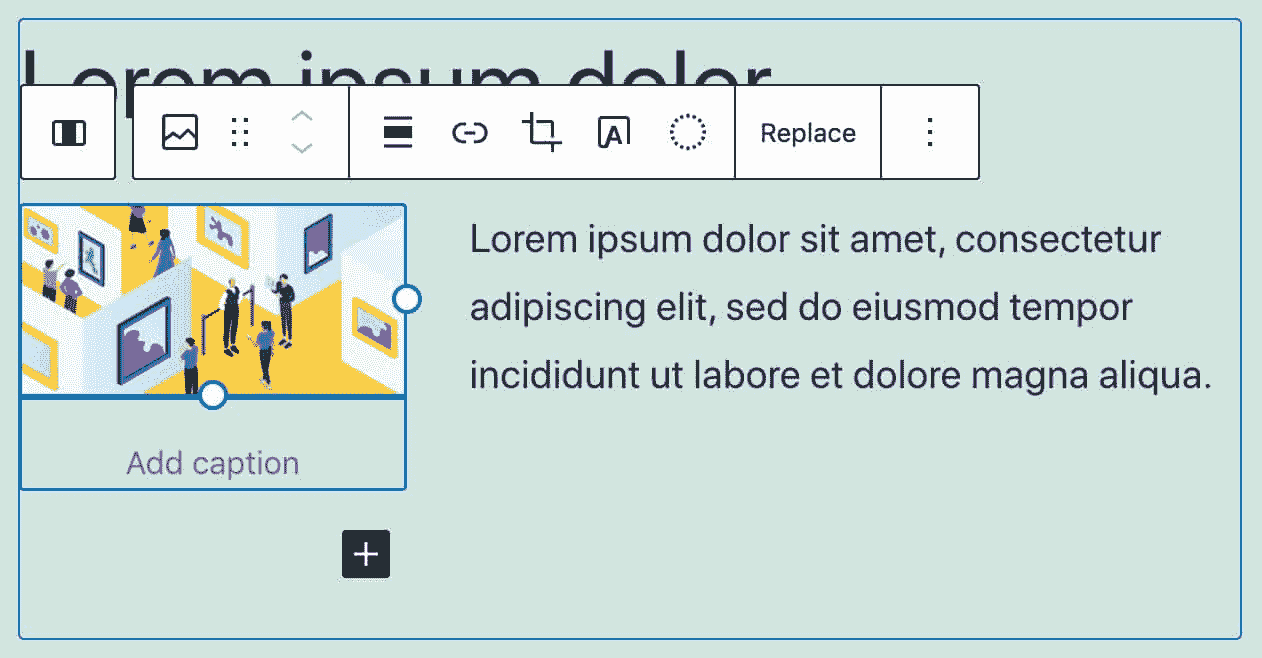 Lorem ipsum dolor
Replace
Lorem ipsum dolor sit amet, consectetur
adipiscing elit, sed do eiusmod tempor
incididunt ut labore et dolore magna aliqua.
Add caption